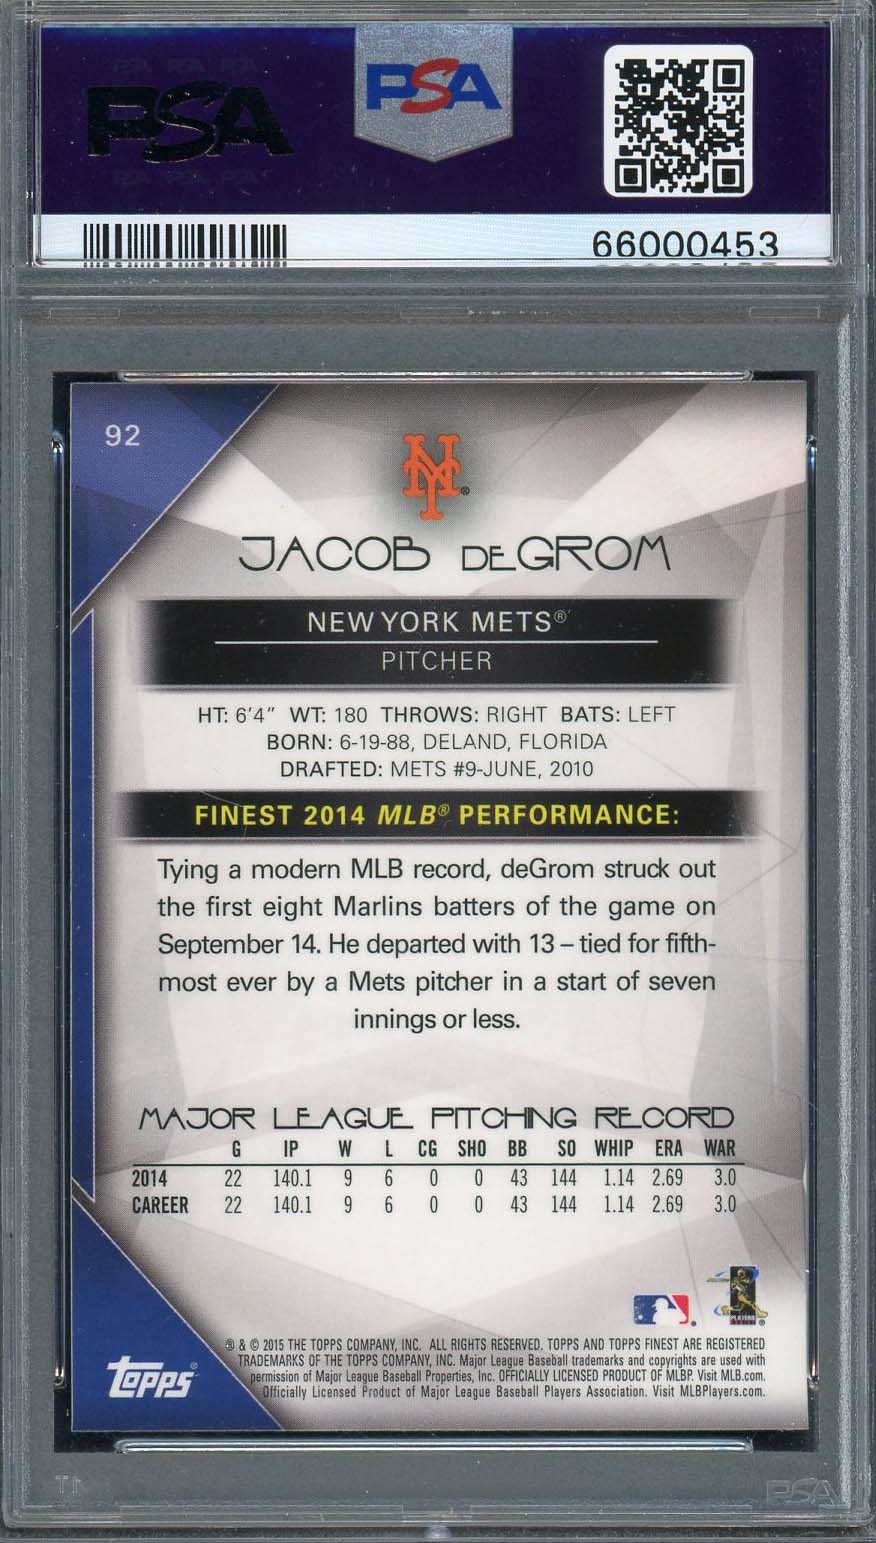 PSA PSA PSA
PSA
PSA PSA PSA
PSA
66000453
92
NY®
JACOB DEGROM
NEW YORK METS®
PITCHER
HT: 6'4" WT: 180 THROWS: RIGHT BATS: LEFT
BORN: 6-19-88, DELAND, FLORIDA
DRAFTED: METS #9-JUNE, 2010
FINEST 2014 MLB® PERFORMANCE:
Tying a modern MLB record, deGrom struck out
the first eight Marlins batters of the game on
September 14. He departed with 13 – tied for fifth-
most ever by a Mets pitcher in a start of seven
innings or less.
MAJOR LEAGUE PITCHING RECORD
G IP W L CG SHO BB SO WHIP ERA WAR
2014 22 140.1 9 6 0 0 43 144 1.14 2.69 3.0
CAREER 22 140.1 9 6 0 0 43 144 1.14 2.69 3.0
® & © 2015 THE TOPPS COMPANY, INC. ALL RIGHTS RESERVED. TOPPS AND TOPPS FINEST ARE REGISTERED
TRADEMARKS OF THE TOPPS COMPANY, INC. Major League Baseball trademarks and copyrights are used with
permission of Major League Baseball Properties, Inc. OFFICIALLY LICENSED PRODUCT OF MLBP. Visit MLB.com.
Officially Licensed Product of Major League Baseball Players Association. Visit MLBPlayers.com.
Topps®
PSA